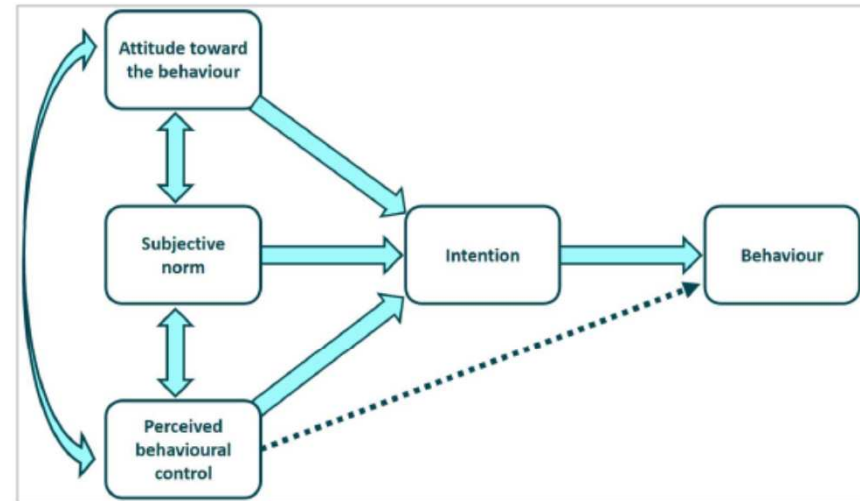 Attitude toward
the behaviour
Subjective
norm
Intention
Behaviour
Perceived
behavioural
control